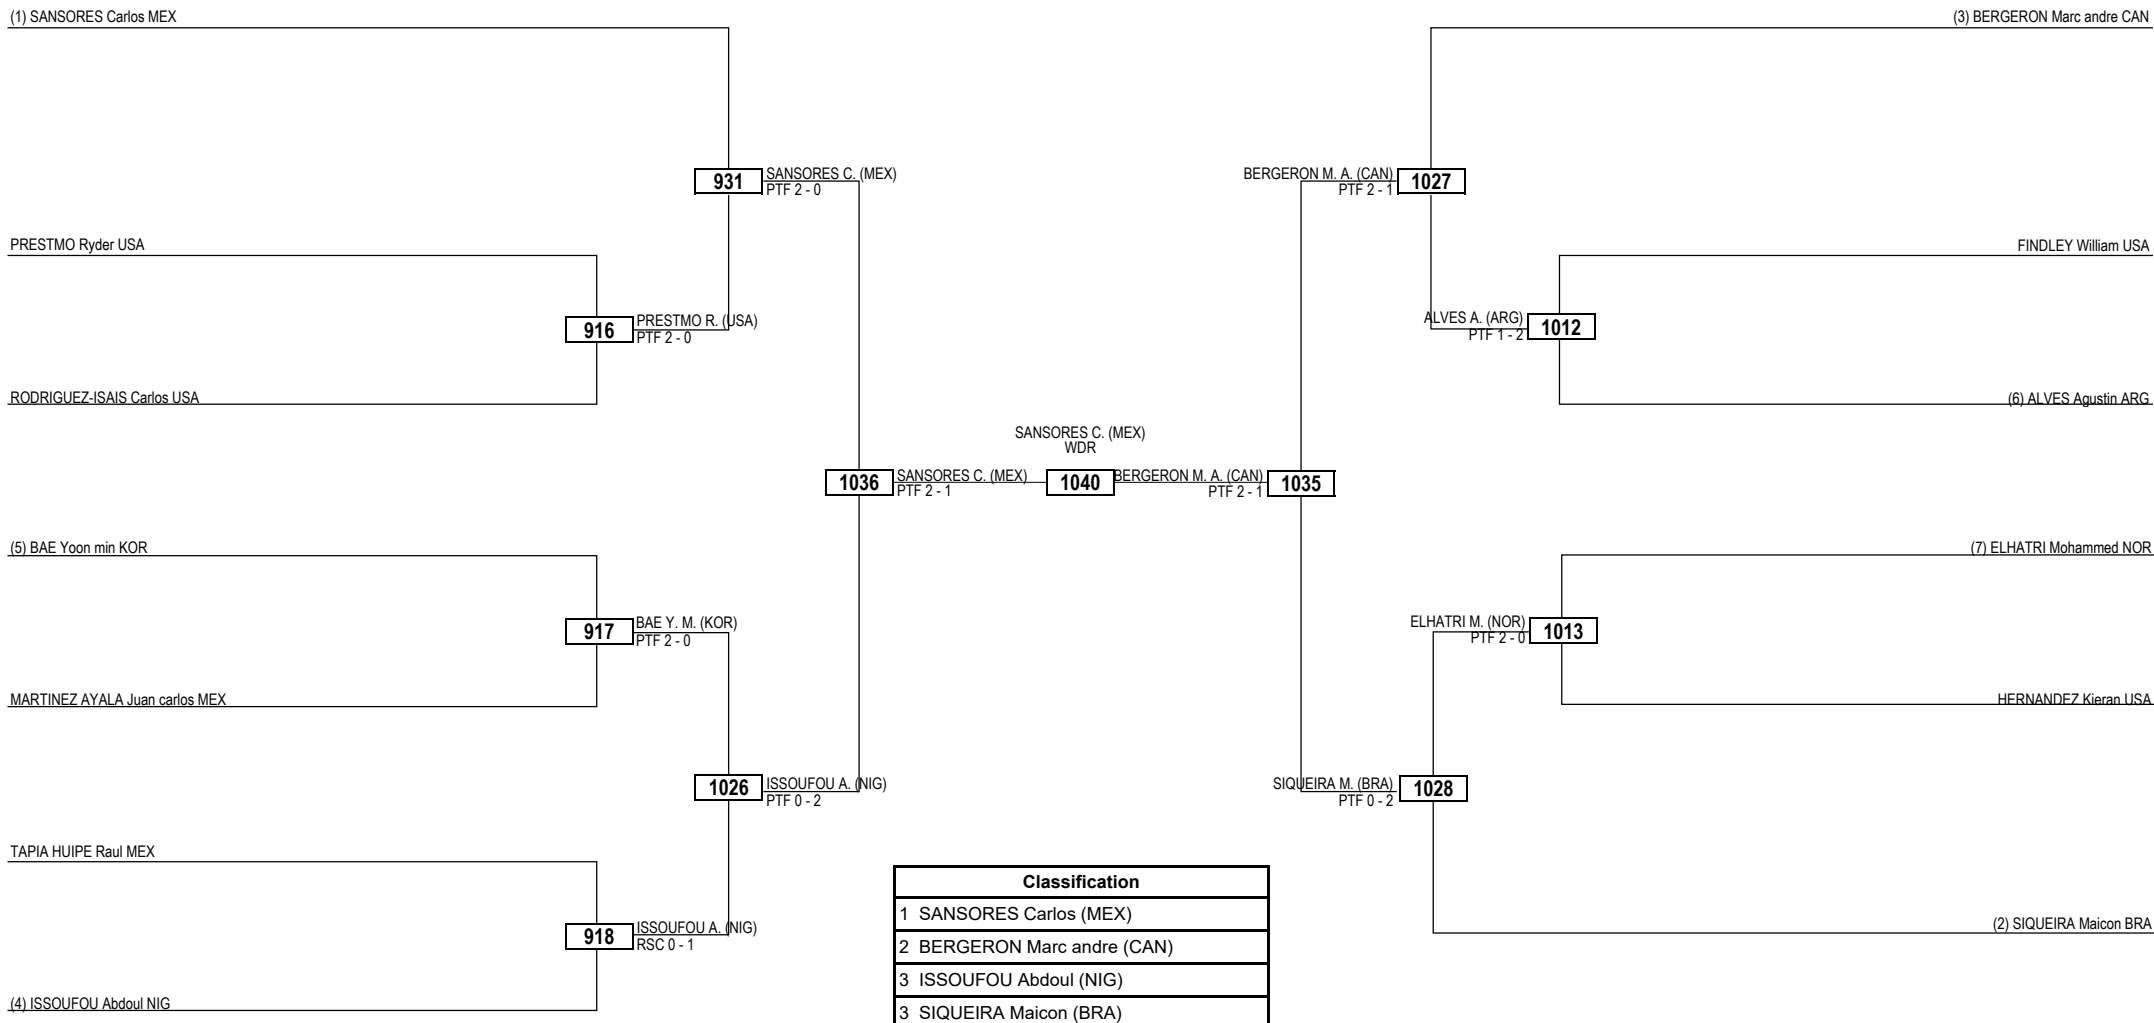 (1) SANSORES Carlos MEX
(3) BERGERON Marc andre CAN
931
SANSORES C. (MEX)
PTF 2 - 0
BERGERON M. A. (CAN)
PTF 2 - 1
1027
PRESTMO Ryder USA
FINDLEY William USA
916
PRESTMO R. (USA)
PTF 2 - 0
ALVES A. (ARG)
PTF 1 - 2
1012
RODRIGUEZ-ISAIS Carlos USA
(6) ALVES Agustin ARG
SANSORES C. (MEX)
WDR
1036
SANSORES C. (MEX)
PTF 2 - 1
1040
BERGERON M. A. (CAN)
PTF 2 - 1
1035
(5) BAE Yoon min KOR
(7) ELHATRI Mohammed NOR
917
BAE Y. M. (KOR)
PTF 2 - 0
ELHATRI M. (NOR)
PTF 2 - 0
1013
MARTINEZ AYALA Juan carlos MEX
HERNANDEZ Kieran USA
1026
ISSOUFOU A. (NIG)
PTF 0 - 2
SIQUEIRA M. (BRA)
PTF 0 - 2
1028
TAPIA HUIPE Raul MEX
918
ISSOUFOU A. (NIG)
RSC 0 - 1
(2) SIQUEIRA Maicon BRA
(4) ISSOUFOU Abdoul NIG
Classification
1 SANSORES Carlos (MEX)
2 BERGERON Marc andre (CAN)
3 ISSOUFOU Abdoul (NIG)
3 SIQUEIRA Maicon (BRA)